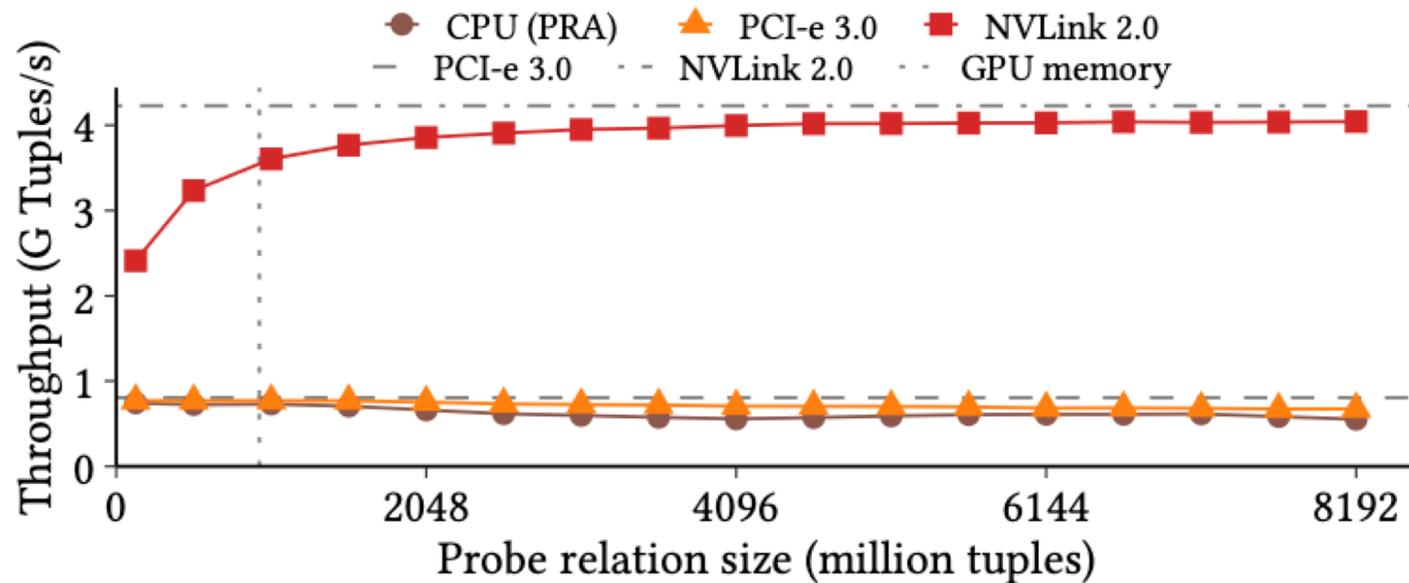 CPU (PRA) PCI-e 3.0 NVLink 2.0
PCI-e 3.0 NVLink 2.0 GPU memory
Throughput (G Tuples/s)
4
3
2
1
0
0 2048 4096 6144 8192
Probe relation size (million tuples)